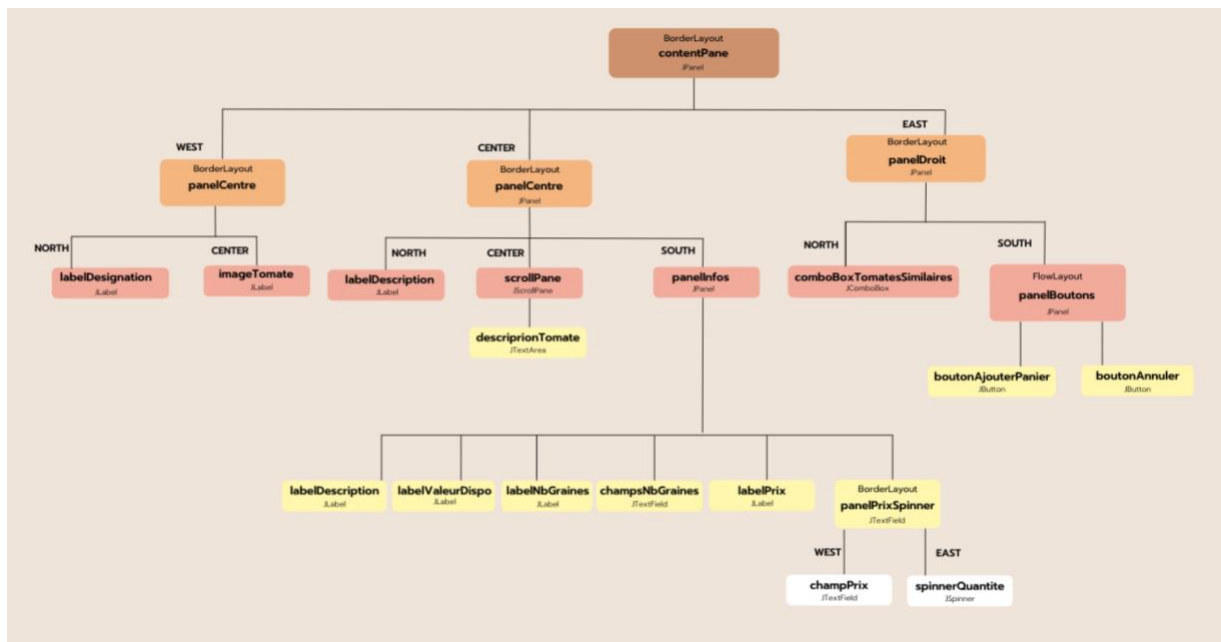 BorderLayout
contentPane
JPanel
WEST
CENTER
EAST
BorderLayout
panelCentre
BorderLayout
panelCentre
JPanel
BorderLayout
panelDroit
JPanel
NORTH
CENTER
NORTH
CENTER
SOUTH
NORTH
SOUTH
labelDesignation
JLabel
imageTomate
JLabel
labelDescription
JLabel
scrollPane
JScrollPane
panelInfos
JPanel
comboBoxTomatesSimilaires
JComboBox
FlowLayout
panelBoutons
JPanel
descriprionTomate
JTextArea
boutonAjouterPanier
JButton
boutonAnnuler
JButton
labelDescription
JLabel
labelValeurDispo
JLabel
labelNbGraines
JLabel
champsNbGraines
JTextField
labelPrix
JLabel
BorderLayout
panelPrixSpinner
JTextField
WEST
EAST
champPrix
JTextField
spinnerQuantite
JSpinner